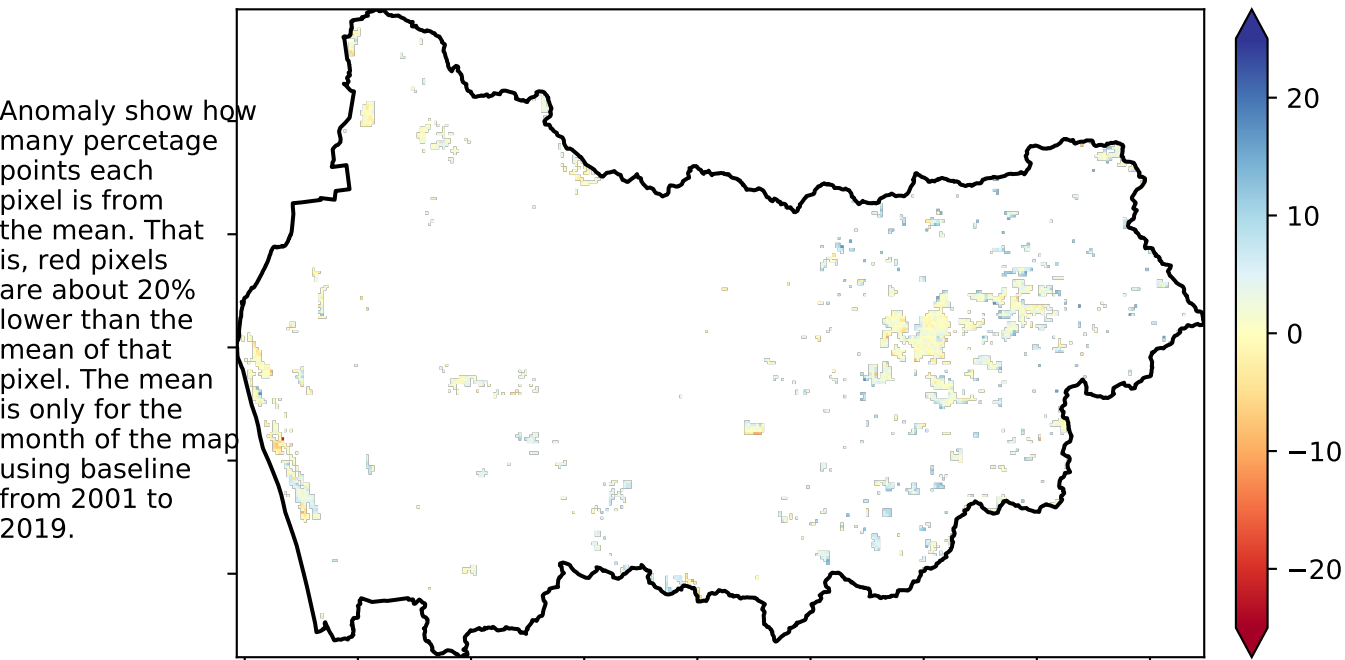 Anomaly show how
many percetage
points each
pixel is from
the mean. That
is, red pixels
are about 20%
lower than the
mean of that
pixel. The mean
is only for the
month of the map
using baseline
from 2001 to
2019.
20
10
0
−10
−20